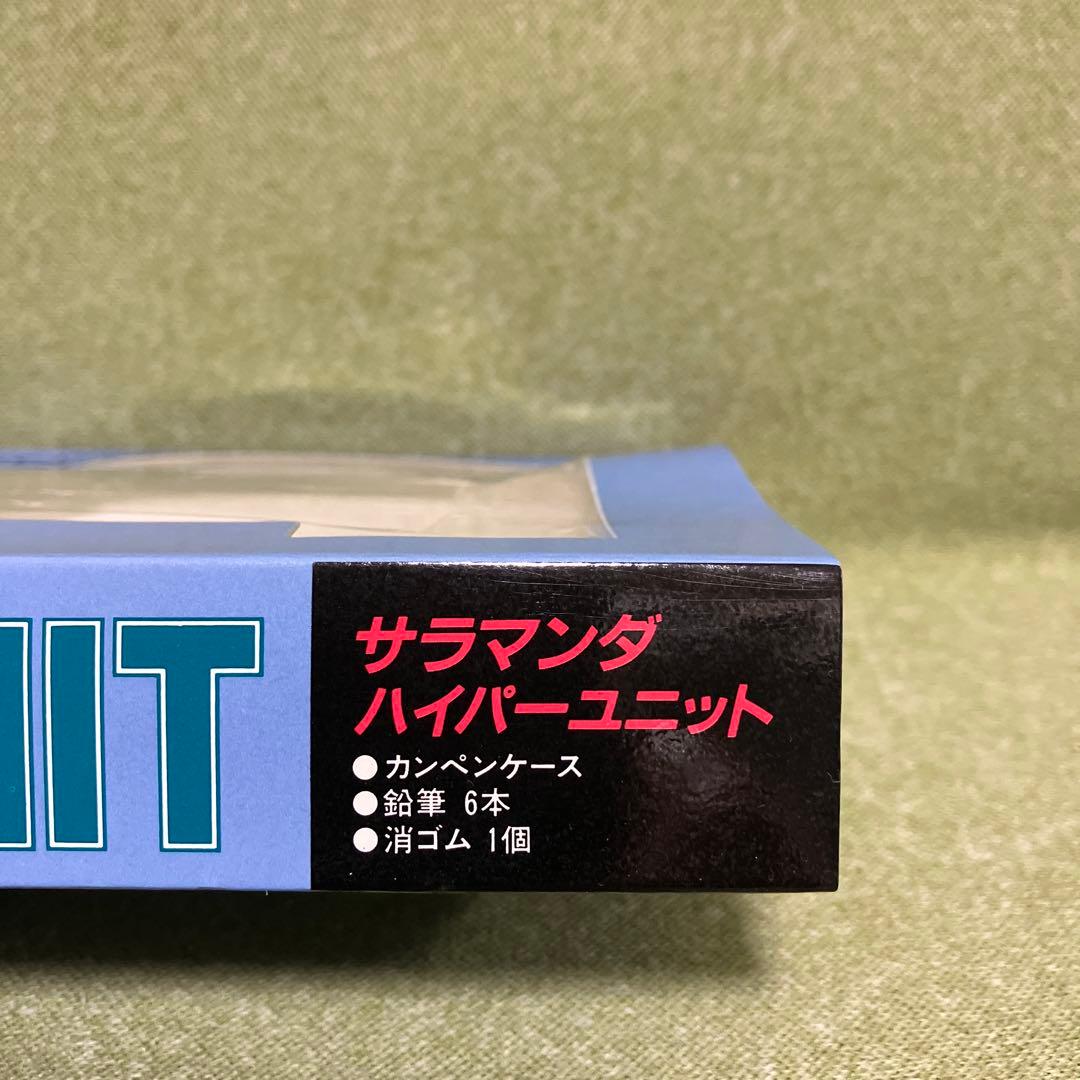 NIT
サラマンダ
ハイパーユニット
●カンペンケース
●鉛筆 6本
●消ゴム 1個